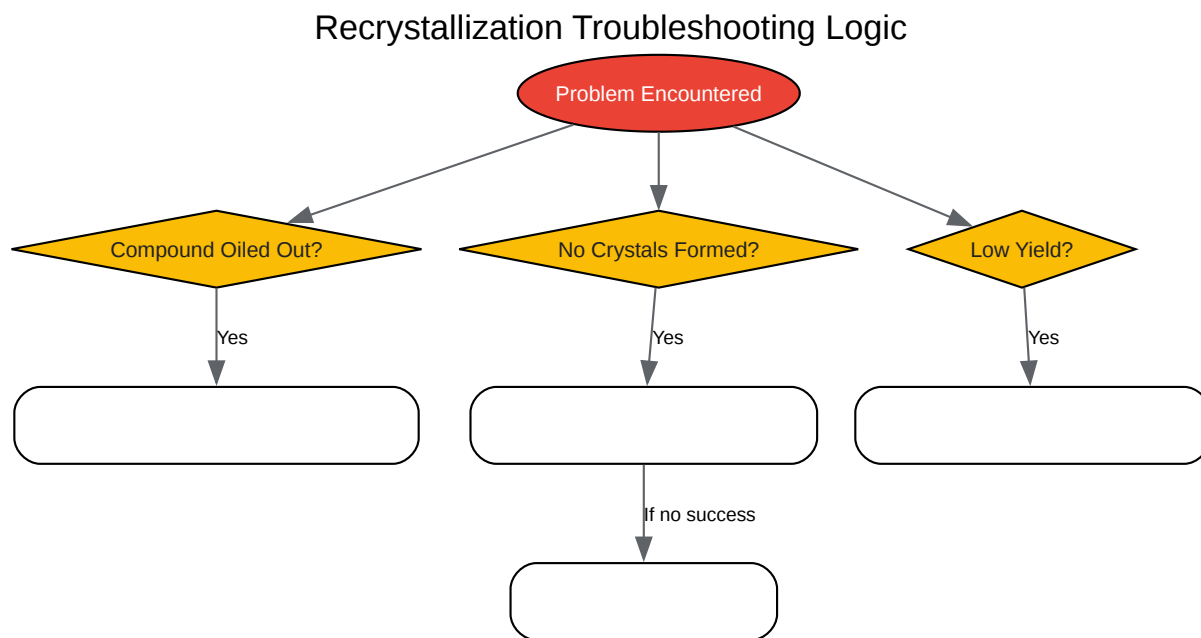 Recrystallization Troubleshooting Logic
Problem Encountered
Compound Oiled Out?
No Crystals Formed?
Low Yield?
Yes
Yes
Yes
If no success